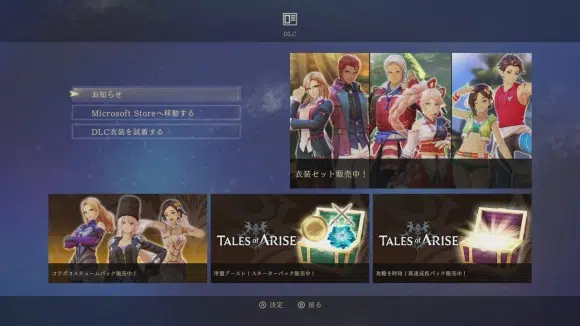 DLC
お知らせ
Microsoft Storeへ移動する
DLC衣装を試着する
衣装セット販売中！
コラボコスチュームパック販売中！
TALES of ARISE
序盤ブースト！スターターパック販売中！
TALES of ARISE
攻略を時短！高速成長パック販売中！
A 決定 B 戻る